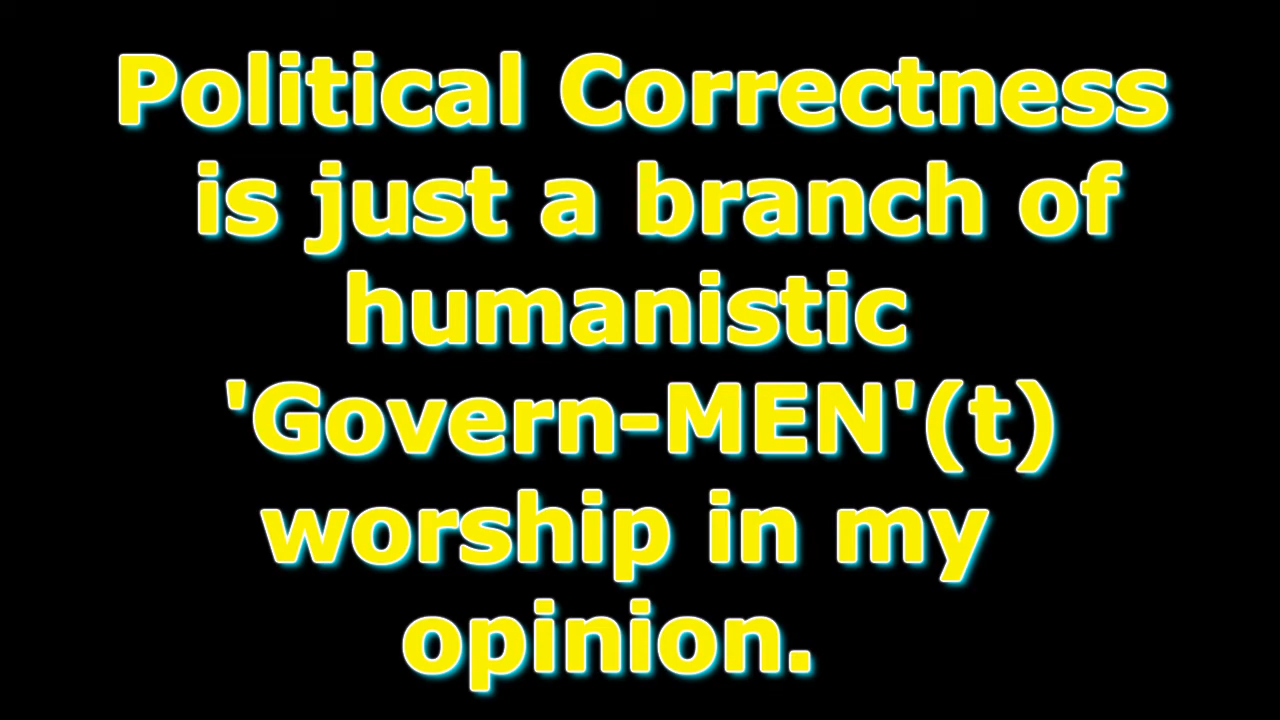 Political Correctness
is just a branch of
humanistic
'Govern-MEN'(t)
worship in my
opinion.